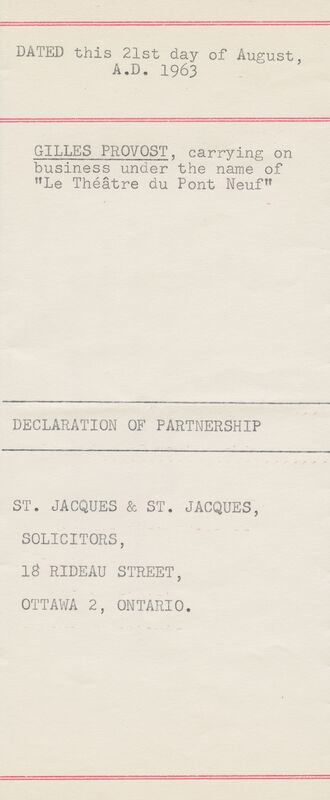 DATED this 21st day of August,
A.D. 1963
GILLES PROVOST, carrying on
business under the name of
"Le Théâtre du Pont Neuf"
DECLARATION OF PARTNERSHIP
ST. JACQUES & ST. JACQUES,
SOLICITORS,
18 RIDEAU STREET,
OTTAWA 2, ONTARIO.